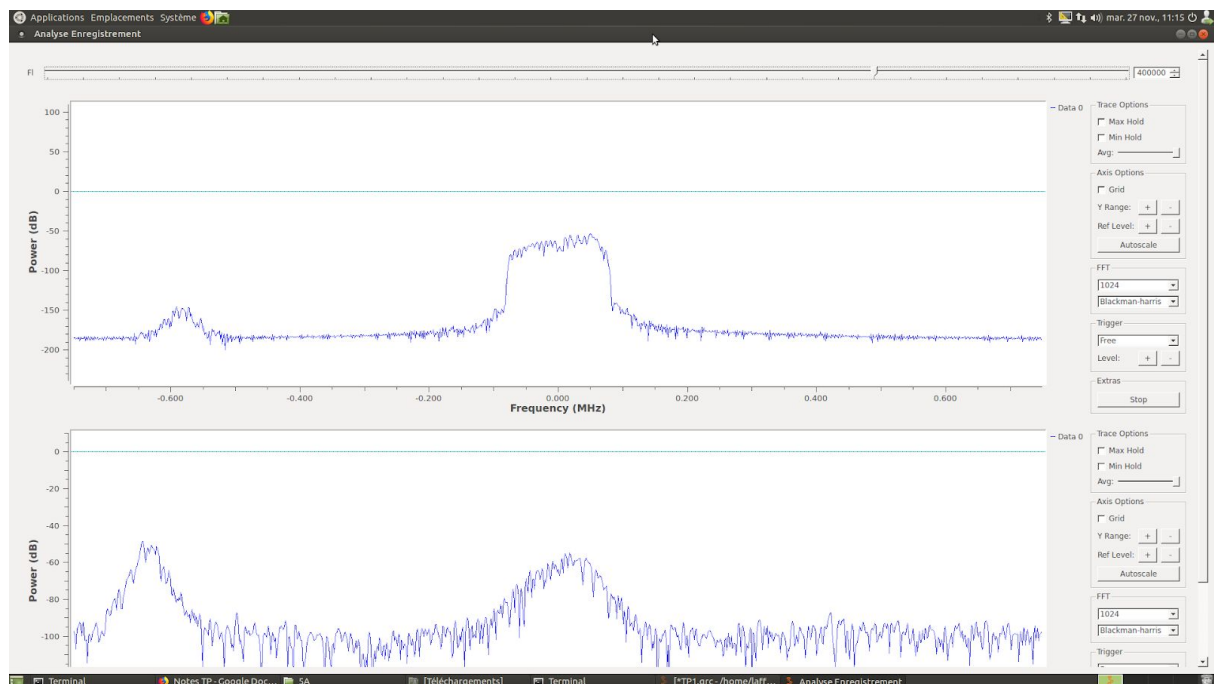 Applications Emplacements Système mar. 27 nov., 11:15
Analyse Enregistrement
FI 400000
100
50
0
-50
-100
-150
-200
Power (dB)
-0.600 -0.400 -0.200 0.000 0.200 0.400 0.600
Frequency (MHz)
Data 0
Trace Options
Max Hold
Min Hold
Avg:
Axis Options
Grid
Y Range: + -
Ref Level: + -
Autoscale
FFT
1024
Blackman-harris
Trigger
Free
Level: + -
Extras
Stop
0
-20
-40
-60
-80
-100
Power (dB)
Data 0
Trace Options
Max Hold
Min Hold
Avg:
Axis Options
Grid
Y Range: + -
Ref Level: + -
Autoscale
FFT
1024
Blackman-harris
Trigger
Terminal Notes TP - Google Doc... SA [Téléchargements] Terminal [*TP1.grc - /home/laff... Analyse Enregistrement